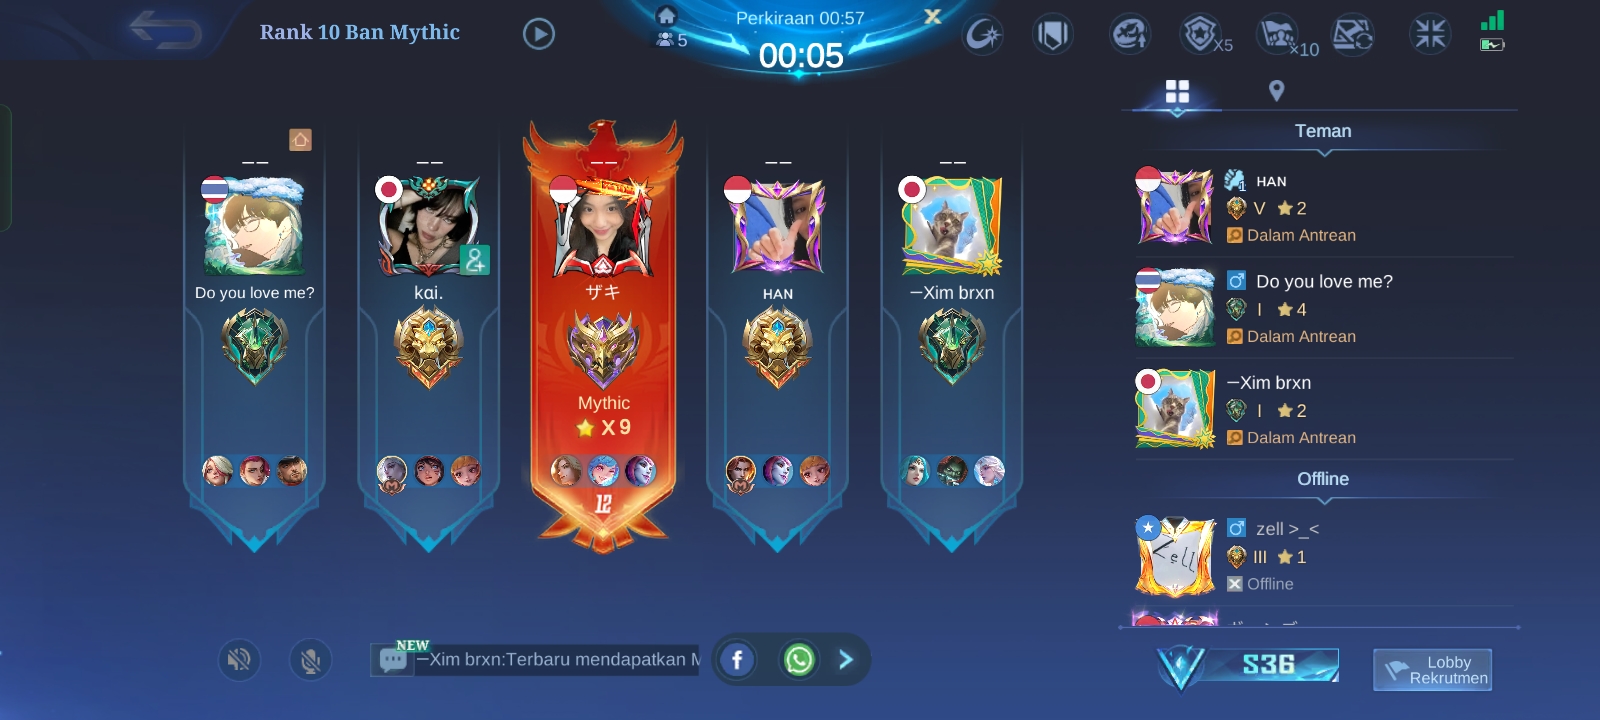 Rank 10 Ban Mythic
5
Perkiraan 00:57
00:05
X5
×10
Do you love me?
kai.
ザキ
HAN
—Xim brxn
Mythic
X 9
12
Teman
1 HAN
V 2
Dalam Antrean
Do you love me?
I 4
Dalam Antrean
—Xim brxn
I 2
Dalam Antrean
Offline
zell >_<
III 1
Offline
NEW
—Xim brxn:Terbaru mendapatkan M
S36
Lobby
Rekrutmen